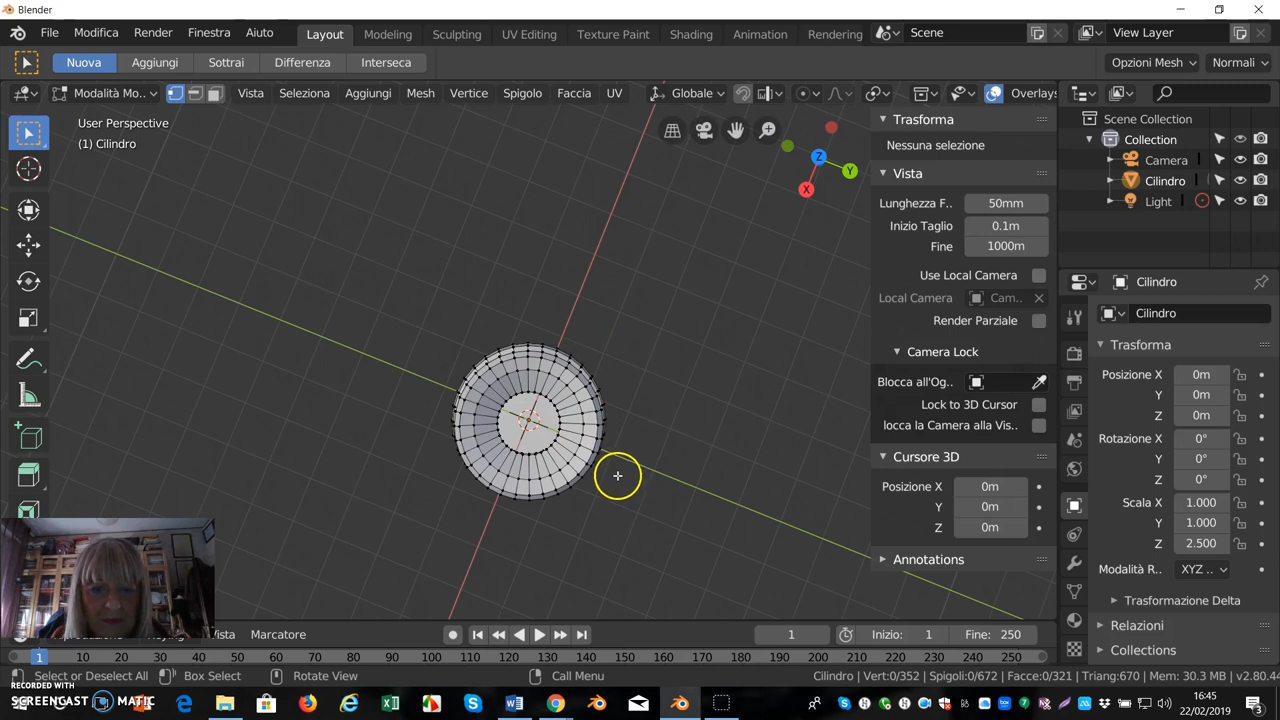 Blender
File Modifica Render Finestra Aiuto Layout Modeling Sculpting UV Editing Texture Paint Shading Animation Rendering Scene View Layer
Nuova Aggiungi Sottrai Differenza Interseca Opzioni Mesh Normali
Modalità Mo... Vista Seleziona Aggiungi Mesh Vertice Spigolo Faccia UV Globale Overlays
User Perspective
(1) Cilindro
Z
Y
X
Trasforma
Nessuna selezione
Vista
Lunghezza F.. 50mm
Inizio Taglio 0.1m
Fine 1000m
Use Local Camera
Local Camera Cam..
Render Parziale
Camera Lock
Blocca all'Og..
Lock to 3D Cursor
locca la Camera alla Vis..
Cursore 3D
Posizione X 0m
Y 0m
Z 0m
Annotations
Scene Collection
Collection
Camera
Cilindro
Light
Cilindro
Cilindro
Trasforma
Posizione X 0m
Y 0m
Z 0m
Rotazione X 0°
Y 0°
Z 0°
Scala X 1.000
Y 1.000
Z 2.500
Modalità R.. XYZ ..
Trasformazione Delta
Relazioni
Collections
Vista Marcatore 1 Inizio: 1 Fine: 250
1 10 20 30 40 50 60 70 80 90 100 110 120 130 140 150 160 170 180 190 200 210 220 230 240 250
Select or Deselect All Box Select Rotate View Call Menu Cilindro | Vert:0/352 | Spigoli:0/672 | Facce:0/321 | Triang:670 | Mem: 30.3 MB | v2.80.4
RECORDED WITH
SCREENCAST MATIC
16:45
22/02/2019
3